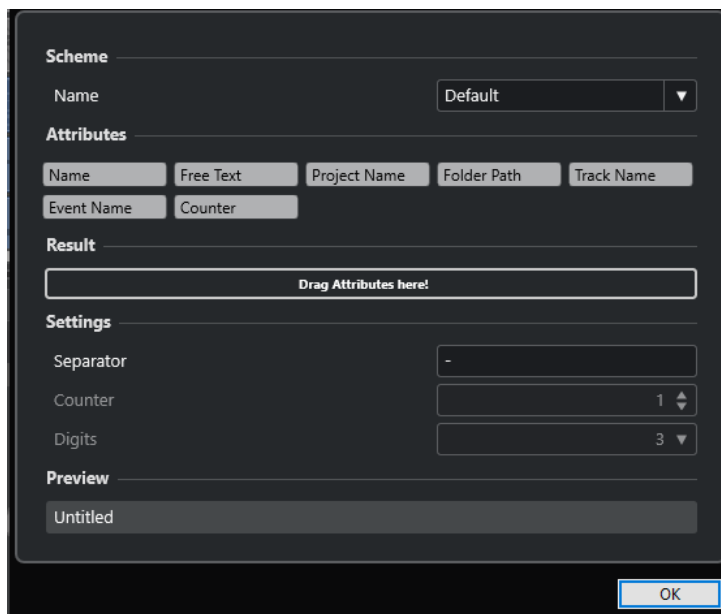 Scheme
Name Default
Attributes
Name Free Text Project Name Folder Path Track Name
Event Name Counter
Result
Drag Attributes here!
Settings
Separator -
Counter 1
Digits 3
Preview
Untitled
OK